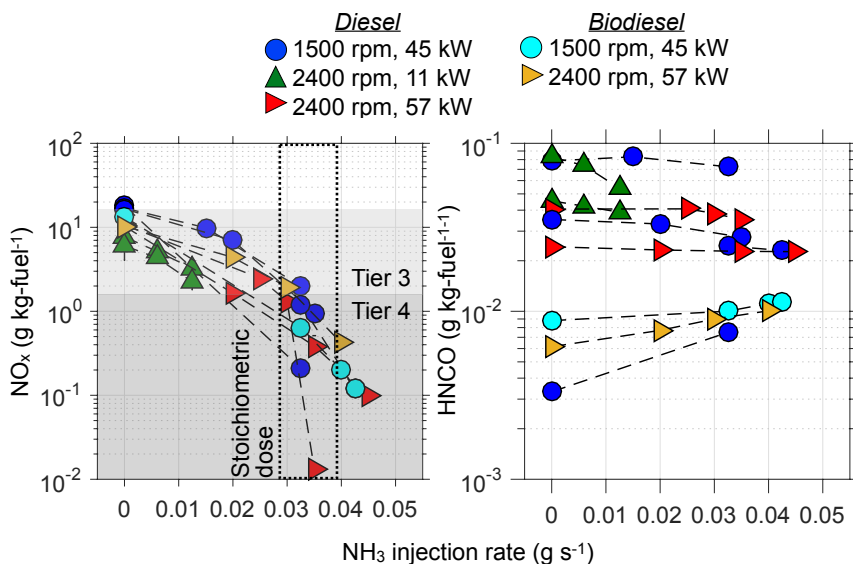 Diesel
1500 rpm, 45 kW
2400 rpm, 11 kW
2400 rpm, 57 kW
Biodiesel
1500 rpm, 45 kW
2400 rpm, 57 kW
NOₓ (g kg-fuel⁻¹)
10²
10¹
10⁰
10⁻¹
10⁻²
Tier 3
Tier 4
Stoichiometric
dose
0 0.01 0.02 0.03 0.04 0.05
HNCO (g kg-fuel⁻¹⁻¹)
10⁻¹
10⁻²
10⁻³
0 0.01 0.02 0.03 0.04 0.05
NH₃ injection rate (g s⁻¹)